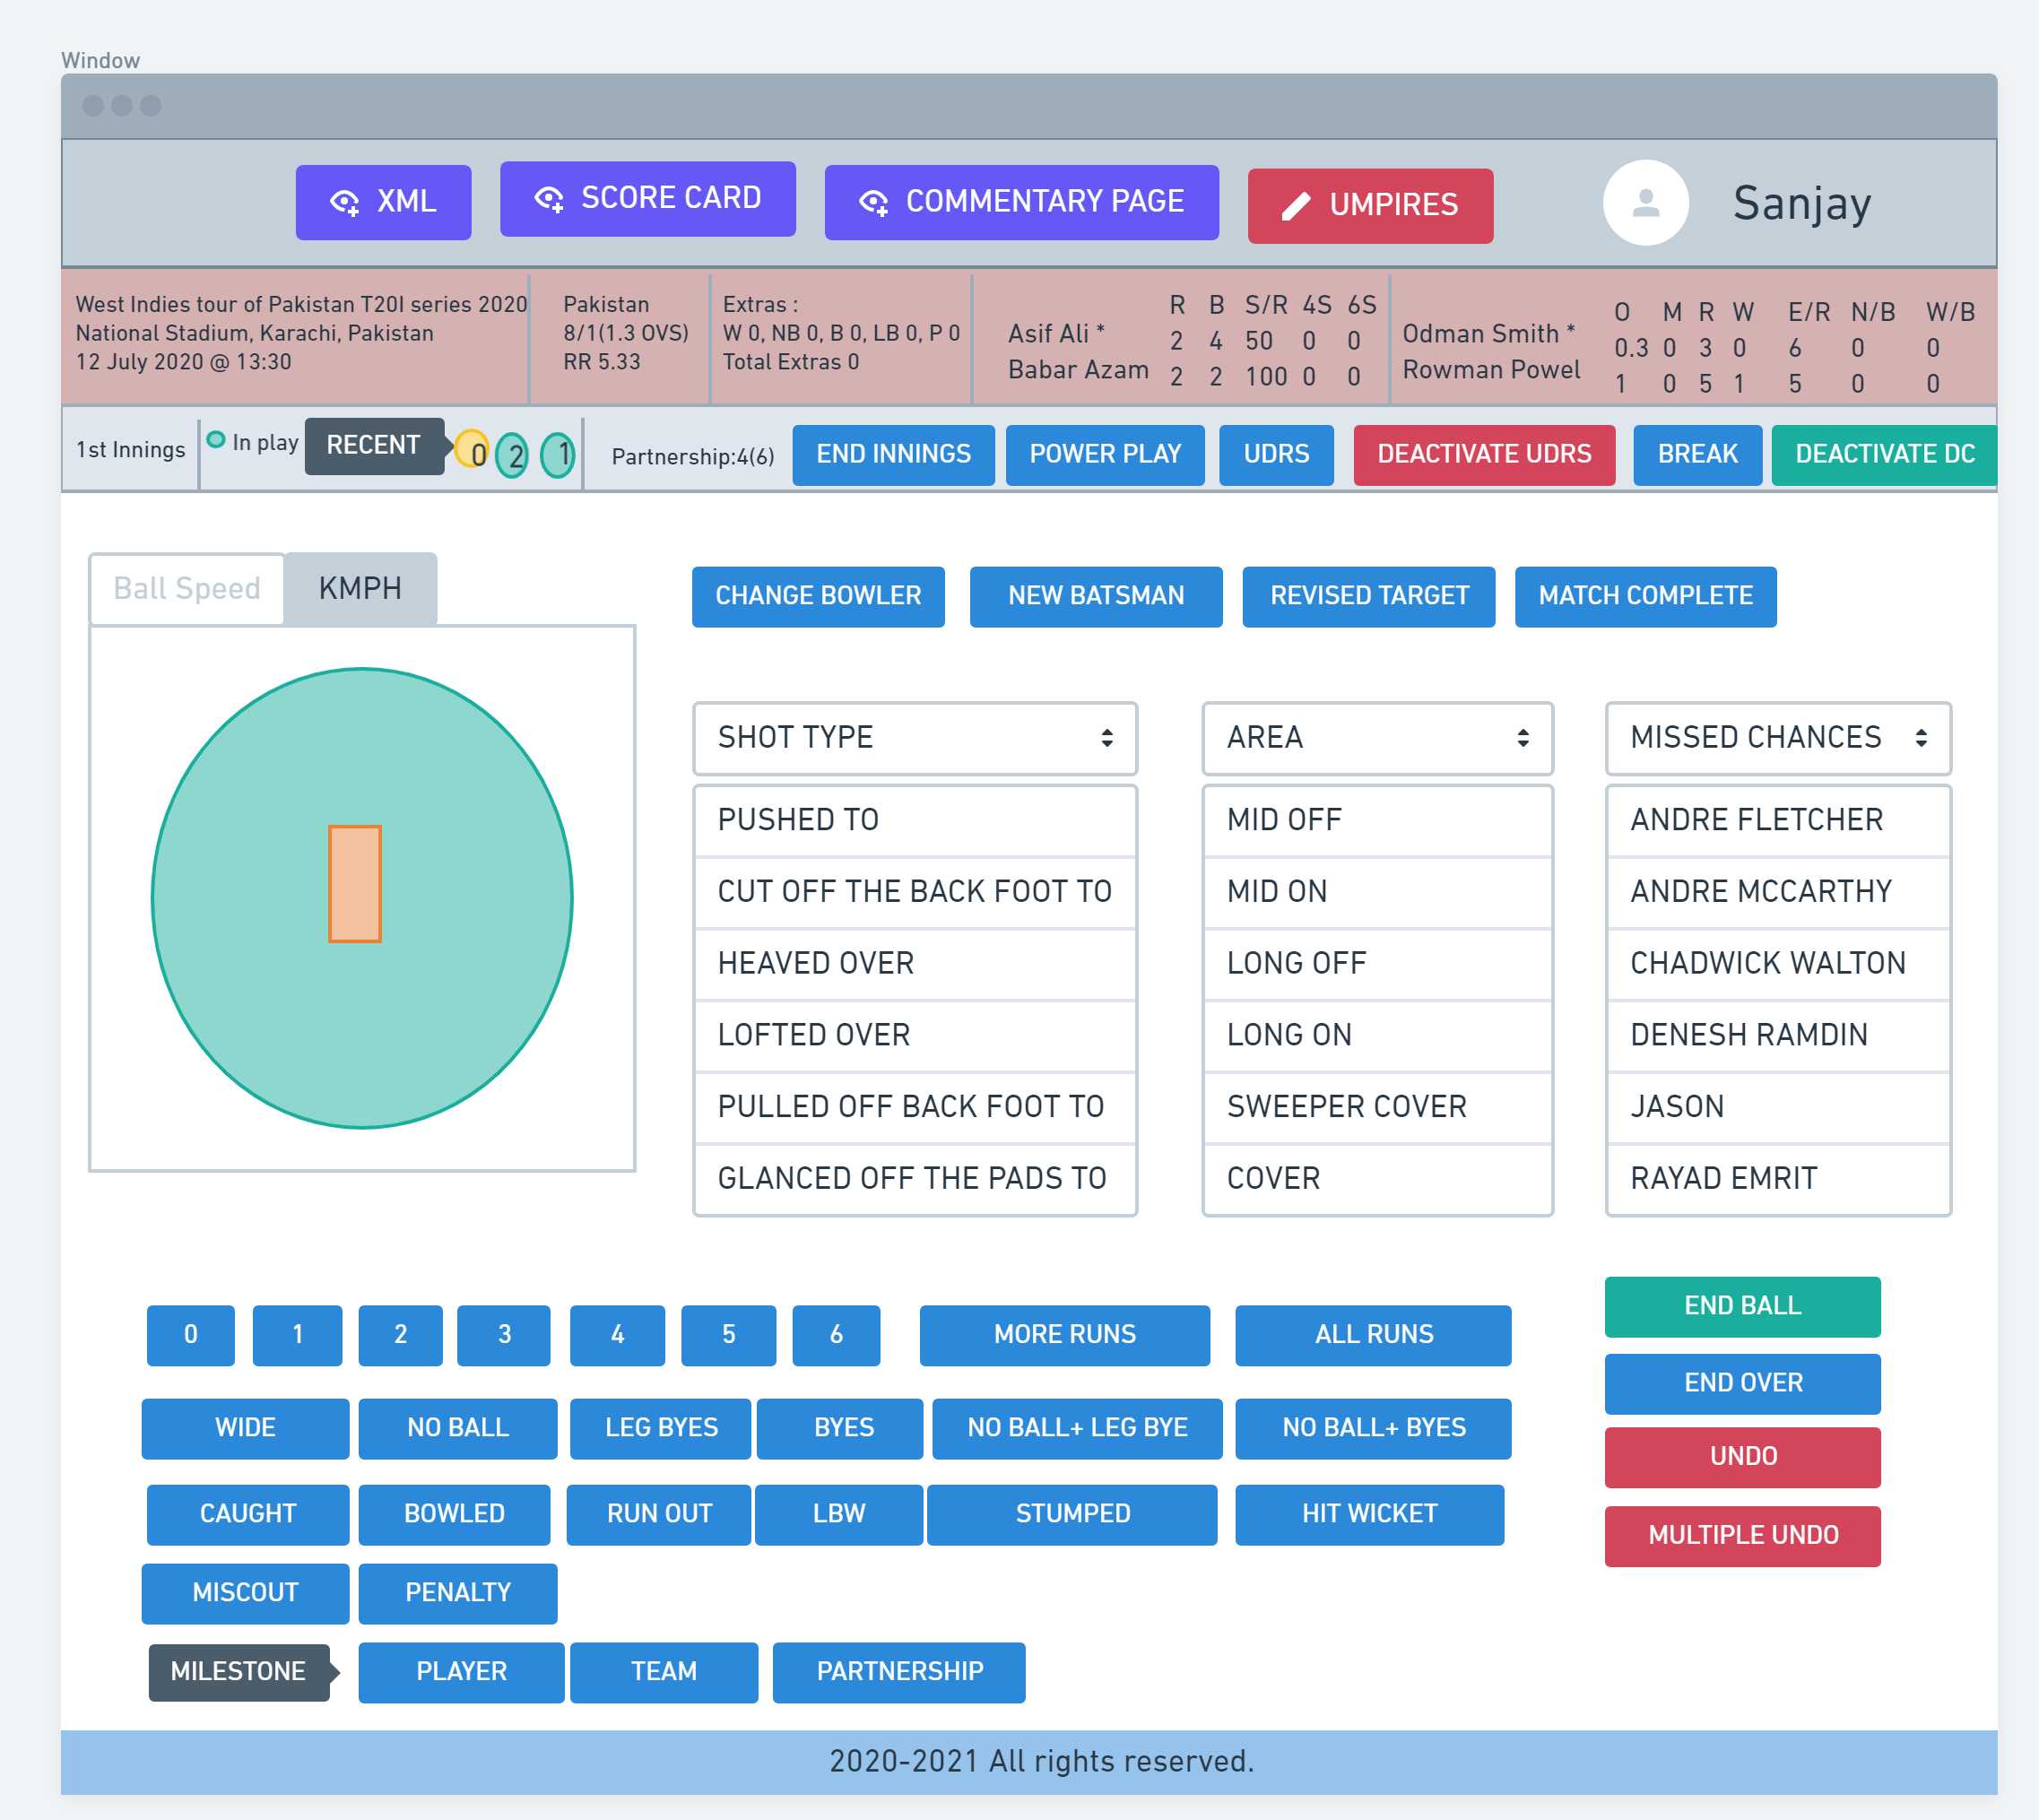 Window
XML
SCORE CARD
COMMENTARY PAGE
UMPIRES
Sanjay
West Indies tour of Pakistan T20I series 2020
National Stadium, Karachi, Pakistan
12 July 2020 @ 13:30
Pakistan
8/1(1.3 OVS)
RR 5.33
Extras :
W 0, NB 0, B 0, LB 0, P 0
Total Extras 0
R B S/R 4S 6S
Asif Ali * 2 4 50 0 0
Babar Azam 2 2 100 0 0
O M R W E/R N/B W/B
Odman Smith * 0.3 0 3 0 6 0 0
Rowman Powel 1 0 5 1 5 0 0
1st Innings
In play
RECENT
0 2 1
Partnership:4(6)
END INNINGS
POWER PLAY
UDRS
DEACTIVATE UDRS
BREAK
DEACTIVATE DC
Ball Speed
KMPH
CHANGE BOWLER
NEW BATSMAN
REVISED TARGET
MATCH COMPLETE
SHOT TYPE
PUSHED TO
CUT OFF THE BACK FOOT TO
HEAVED OVER
LOFTED OVER
PULLED OFF BACK FOOT TO
GLANCED OFF THE PADS TO
AREA
MID OFF
MID ON
LONG OFF
LONG ON
SWEEPER COVER
COVER
MISSED CHANCES
ANDRE FLETCHER
ANDRE MCCARTHY
CHADWICK WALTON
DENESH RAMDIN
JASON
RAYAD EMRIT
0
1
2
3
4
5
6
MORE RUNS
ALL RUNS
WIDE
NO BALL
LEG BYES
BYES
NO BALL+ LEG BYE
NO BALL+ BYES
CAUGHT
BOWLED
RUN OUT
LBW
STUMPED
HIT WICKET
MISCOUT
PENALTY
MILESTONE
PLAYER
TEAM
PARTNERSHIP
END BALL
END OVER
UNDO
MULTIPLE UNDO
2020-2021 All rights reserved.